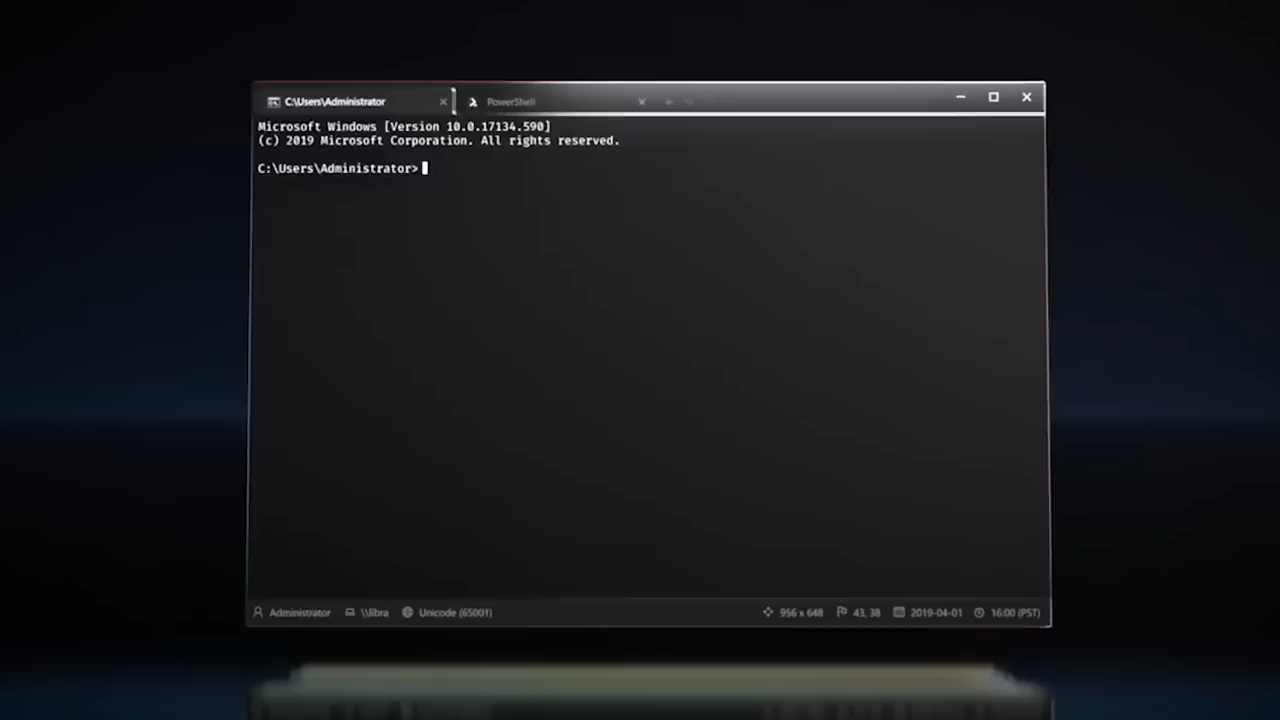 C:\Users\Administrator
PowerShell
Microsoft Windows [Version 10.0.17134.590]
(c) 2019 Microsoft Corporation. All rights reserved.
C:\Users\Administrator>
Administrator \\libra Unicode (65001) 956 x 648 43, 38 2019-04-01 16:00 (PST)